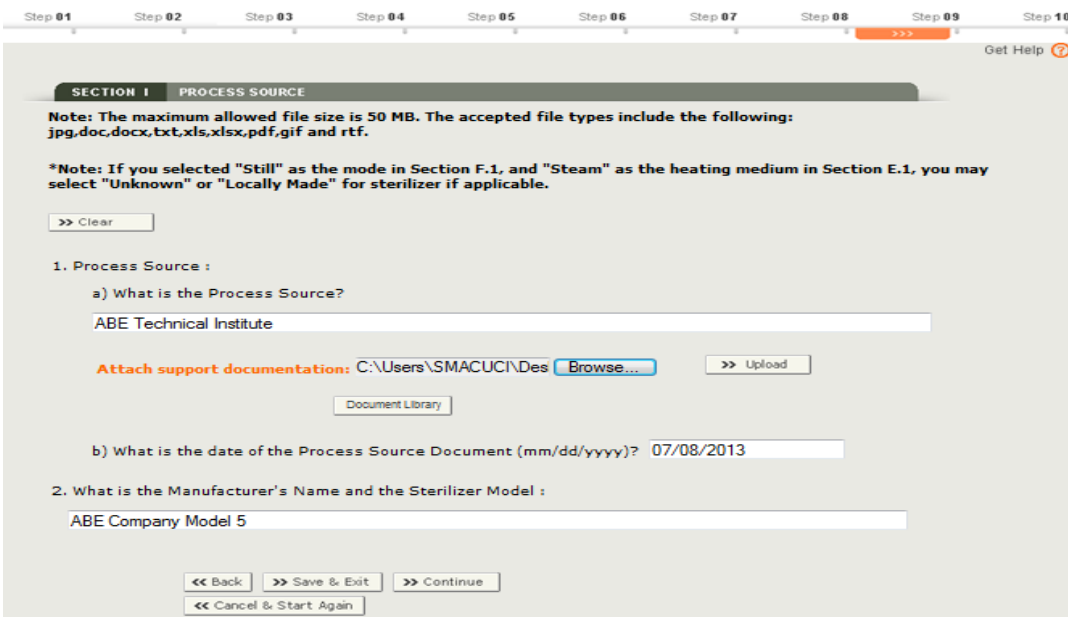 Step 01 Step 02 Step 03 Step 04 Step 05 Step 06 Step 07 Step 08 Step 09 Step 10
>>>
Get Help ?
SECTION I PROCESS SOURCE
Note: The maximum allowed file size is 50 MB. The accepted file types include the following:
jpg,doc,docx,txt,xls,xlsx,pdf,gif and rtf.
*Note: If you selected "Still" as the mode in Section F.1, and "Steam" as the heating medium in Section E.1, you may
select "Unknown" or "Locally Made" for sterilizer if applicable.
>> Clear
1. Process Source :
a) What is the Process Source?
ABE Technical Institute
Attach support documentation: C:\Users\SMACUCI\Des Browse... >> Upload
Document Library
b) What is the date of the Process Source Document (mm/dd/yyyy)? 07/08/2013
2. What is the Manufacturer's Name and the Sterilizer Model :
ABE Company Model 5
<< Back >> Save & Exit >> Continue
<< Cancel & Start Again